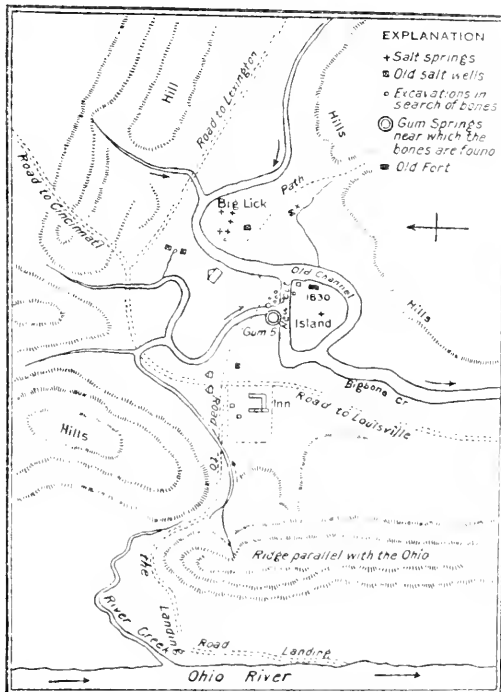 EXPLANATION
+ Salt springs
Old salt wells
Excavations in
search of bones
Gum Springs
near which the
bones are found
Old Fort
Hill
Road to Lexington
Hills
Path
Road to Cincinnati
Big Lick
Old Channel
1830
Island
Gum S
Hills
Bigbone Cr
Inn
Road to Louisville
Hills
Road to
the
Landing
Ridge parallel with the Ohio
River Creek
Road Landing
Ohio River